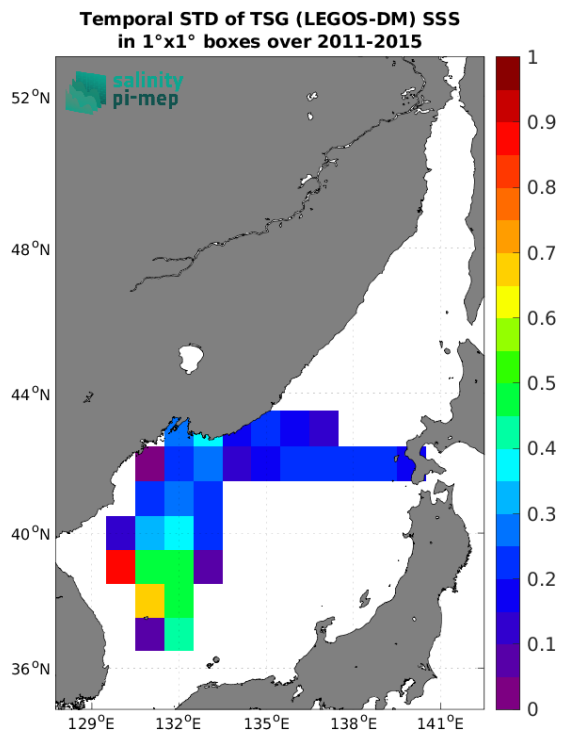 Temporal STD of TSG (LEGOS-DM) SSS
in 1°x1° boxes over 2011-2015
salinity
pi-mep
52°N
48°N
44°N
40°N
36°N
129°E
132°E
135°E
138°E
141°E
1
0.9
0.8
0.7
0.6
0.5
0.4
0.3
0.2
0.1
0